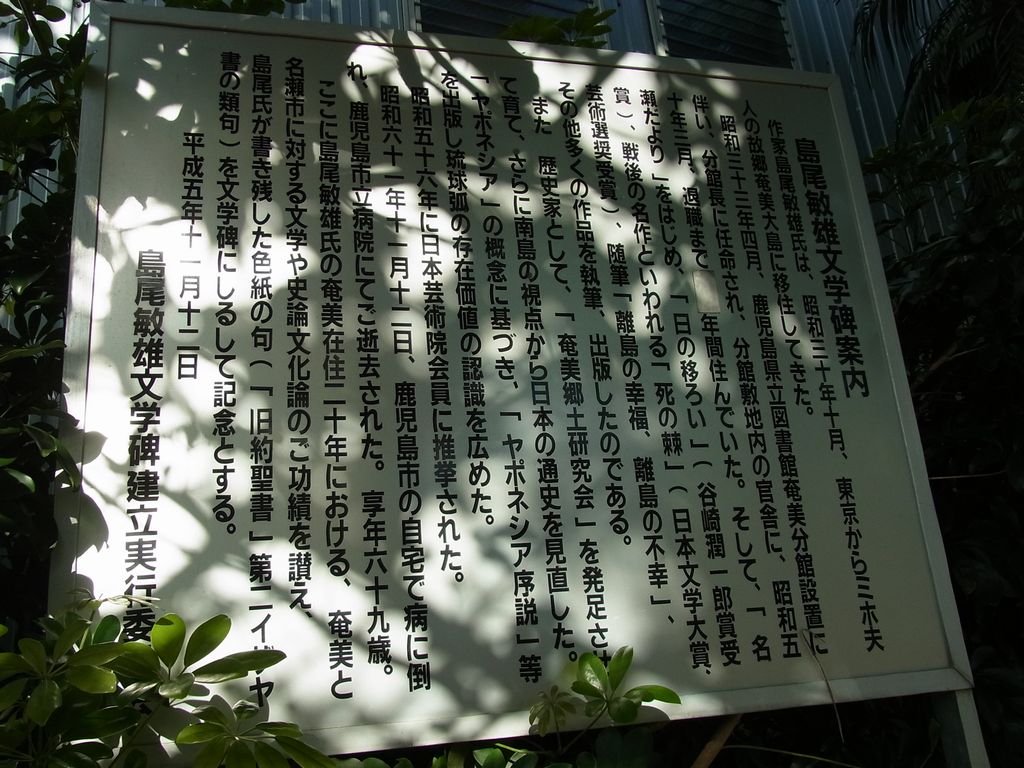 島尾敏雄文学碑案内
作家島尾敏雄氏は、昭和三十年十月、東京からミホ夫
人の故郷奄美大島に移住してきた。
昭和三十三年四月、鹿児島県立図書館奄美分館設置に
伴い、分館長に任命され、分館敷地内の官舎に、昭和五
十年三月、退職まで 年間住んでいた。そして、「名
瀬だより」をはじめ、「日の移ろい」(谷崎潤一郎賞受
賞)、戦後の名作といわれる「死の棘」(日本文学大賞、
芸術選奨受賞)、随筆「離島の幸福、離島の不幸」、
その他多くの作品を執筆、出版したのである。
また 歴史家として、「奄美郷土研究会」を発足させ
て育て、さらに南島の視点から日本の通史を見直した。
「ヤポネシア」の概念に基づき、「ヤポネシア序説」等
を出版し琉球弧の存在価値の認識を広めた。
昭和五十六年に日本芸術院会員に推挙された。
昭和六十一年十一月十二日、鹿児島市の自宅で病に倒
れ、鹿児島市立病院にてご逝去された。享年六十九歳。
ここに島尾敏雄氏の奄美在住二十年における、奄美と
名瀬市に対する文学や史論文化論のご功績を讃え、
島尾氏が書き残した色紙の句(「旧約聖書」第二イザヤ
書の類句)を文学碑にしるして記念とする。
平成五年十一月十二日
島尾敏雄文学碑建立実行委